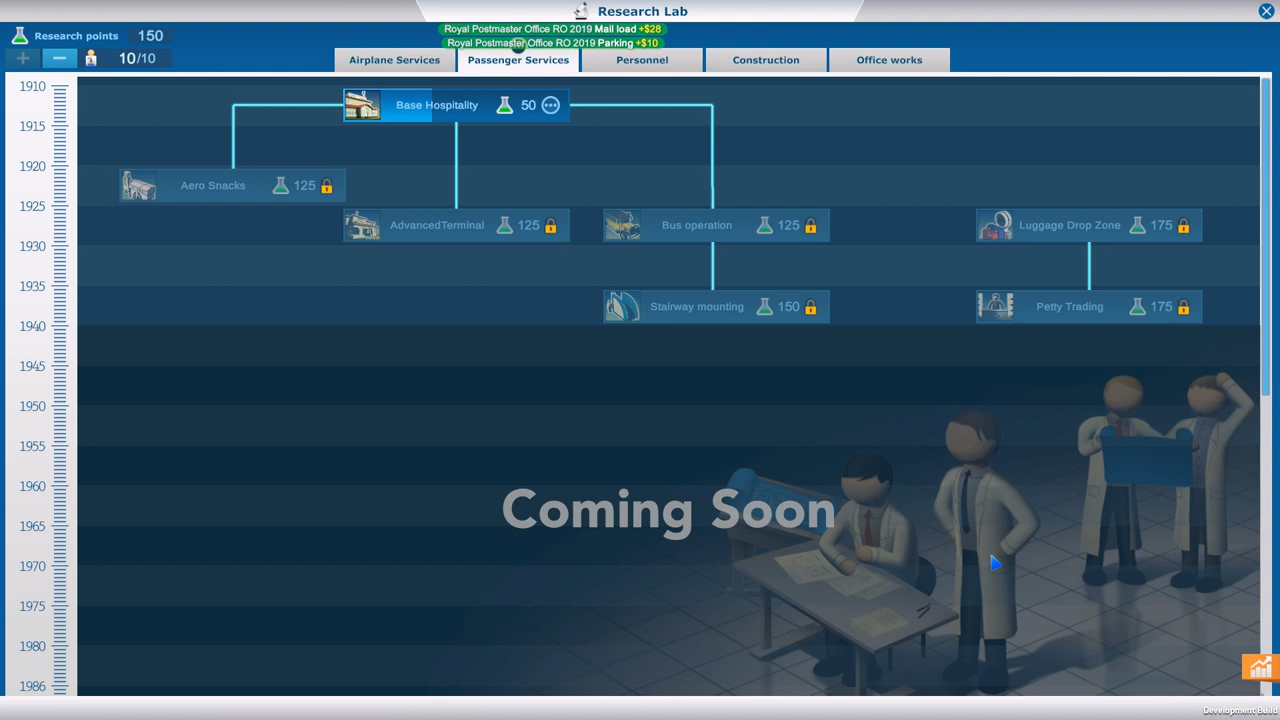 Research Lab
Research points 150
Royal Postmaster Office RO 2019 Mail load +$28
Royal Postmaster Office RO 2019 Parking +$10
10/10
Airplane Services
Passenger Services
Personnel
Construction
Office works
1910
Base Hospitality 50
1915
1920
Aero Snacks 125
1925
AdvancedTerminal 125
Bus operation 125
Luggage Drop Zone 175
1930
1935
Stairway mounting 150
Petty Trading 175
1940
1945
1950
1955
1960
Coming Soon
1965
1970
1975
1980
1986
Development Build